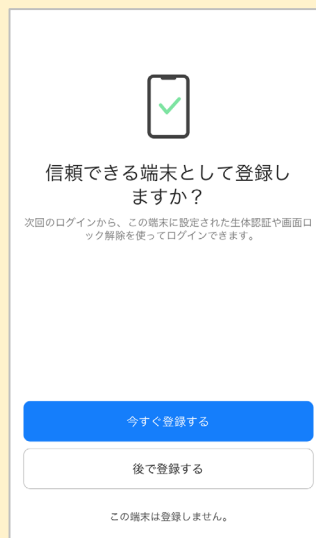 信頼できる端末として登録し
ますか？
次回のログインから、この端末に設定された生体認証や画面ロ
ック解除を使ってログインできます。
今すぐ登録する
後で登録する
この端末は登録しません。